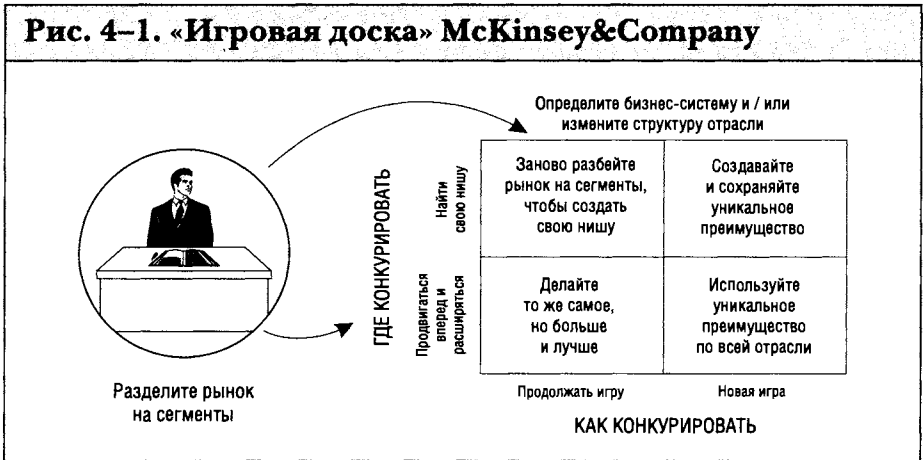 Рис. 4–1. «Игровая доска» McKinsey&Company
Определите бизнес-систему и / или
измените структуру отрасли
ГДЕ КОНКУРИРОВАТЬ
Найти
свою нишу
Заново разбейте
рынок на сегменты,
чтобы создать
свою нишу
Создавайте
и сохраняйте
уникальное
преимущество
Продвигаться
вперед и
расширяться
Делайте
то же самое,
но больше
и лучше
Используйте
уникальное
преимущество
по всей отрасли
Разделите рынок
на сегменты
Продолжать игру
Новая игра
КАК КОНКУРИРОВАТЬ